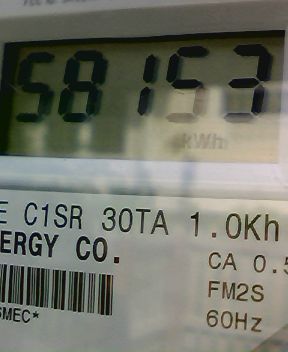 58153
kWh
E C1SR 30TA 1.0Kh
ERGY CO.
CA 0.5
FM2S
60Hz
SMEC*